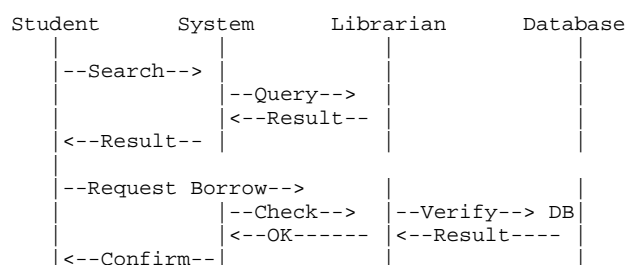 Student System Librarian Database
| | | |
|--Search--> | | |
| |--Query--> | |
| |<--Result-- | |
|<--Result-- | | |
|
|--Request Borrow--> | |
| |--Check--> |--Verify--> DB|
| |<--OK------ |<--Result---- |
|<--Confirm--| | |